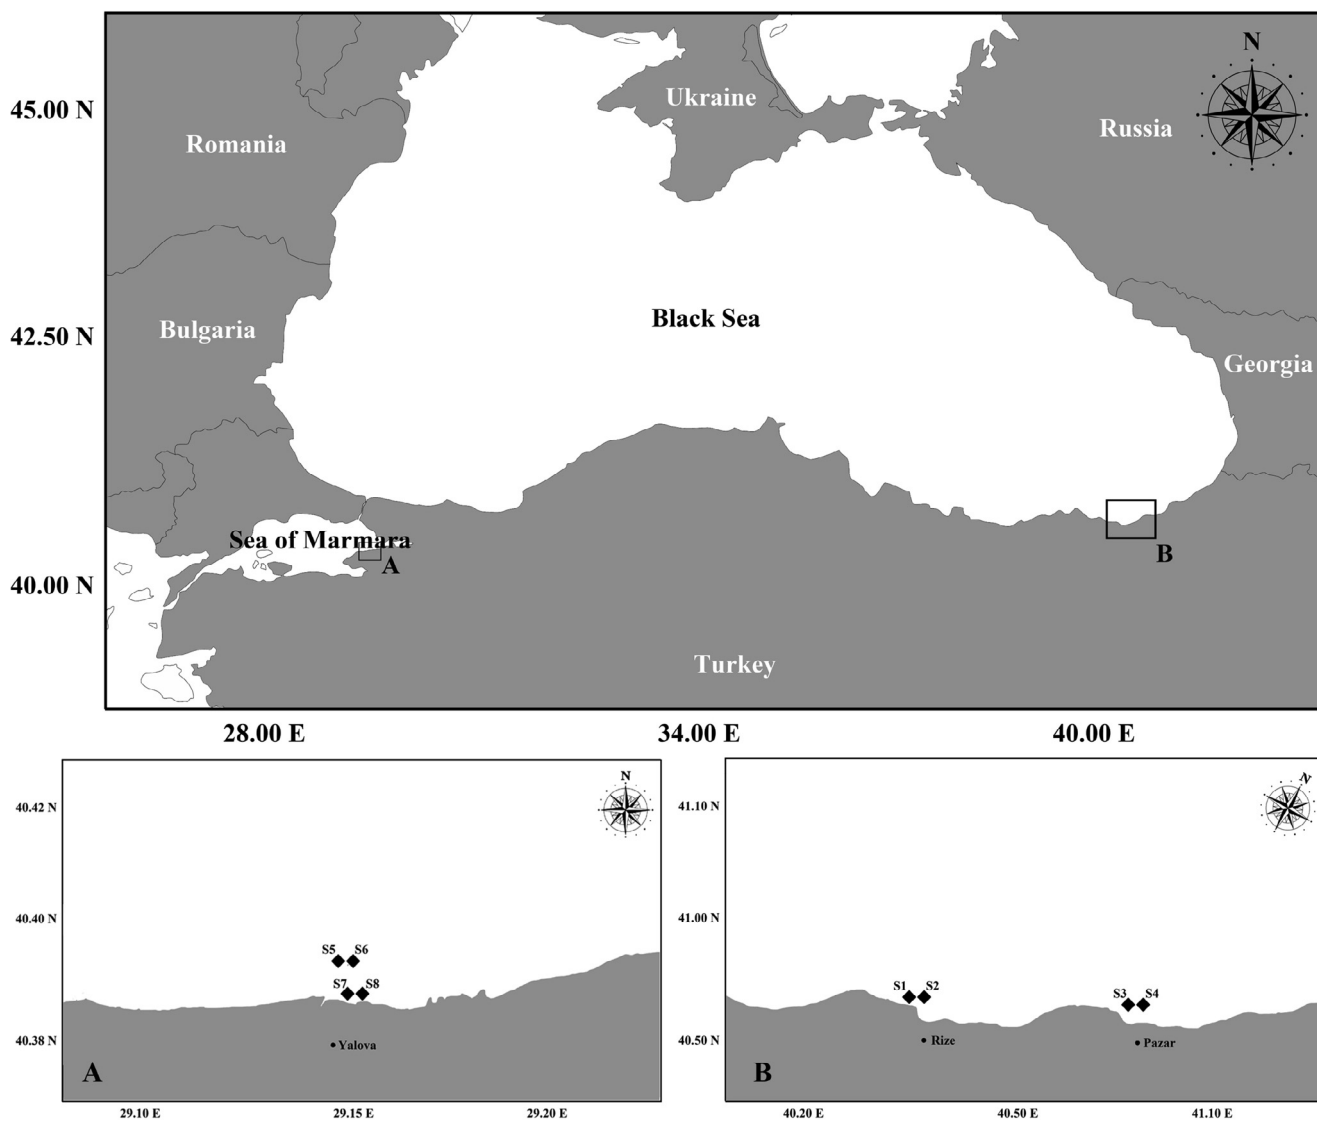 N
45.00 N
Ukraine
Russia
Romania
Black Sea
Bulgaria
42.50 N
Georgia
Sea of Marmara
A
B
40.00 N
Turkey
28.00 E
34.00 E
40.00 E
N
40.42 N
40.40 N
S5 S6
S7 S8
40.38 N
Yalova
A
29.10 E
29.15 E
29.20 E
N
41.10 N
41.00 N
S1 S2
S3 S4
40.50 N
Rize
Pazar
B
40.20 E
40.50 E
41.10 E